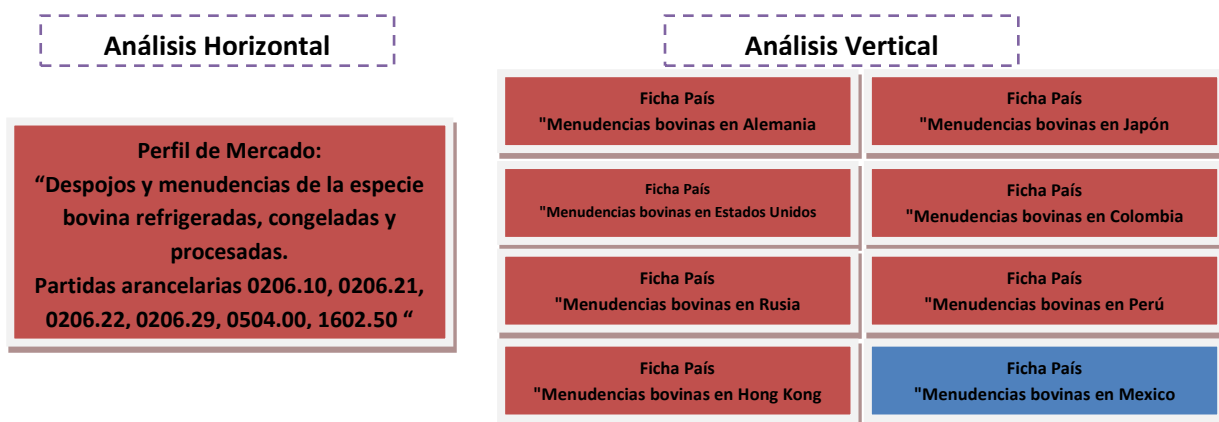 Análisis Horizontal
Perfil de Mercado:
“Despojos y menudencias de la especie
bovina refrigeradas, congeladas y
procesadas.
Partidas arancelarias 0206.10, 0206.21,
0206.22, 0206.29, 0504.00, 1602.50 “
Análisis Vertical
Ficha País
"Menudencias bovinas en Alemania
Ficha País
"Menudencias bovinas en Japón
Ficha País
"Menudencias bovinas en Estados Unidos
Ficha País
"Menudencias bovinas en Colombia
Ficha País
"Menudencias bovinas en Rusia
Ficha País
"Menudencias bovinas en Perú
Ficha País
"Menudencias bovinas en Hong Kong
Ficha País
"Menudencias bovinas en Mexico